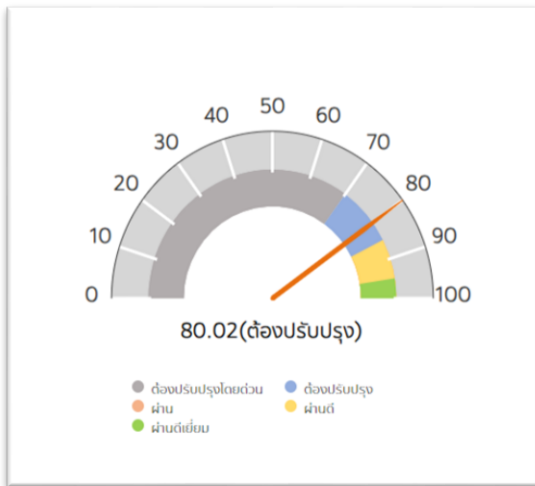 50
40
60
30
70
20
80
10
90
0
100
80.02(ต้องปรับปรุง)
ต้องปรับปรุงโดยด่วน
ต้องปรับปรุง
ผ่าน
ผ่านดี
ผ่านดีเยี่ยม